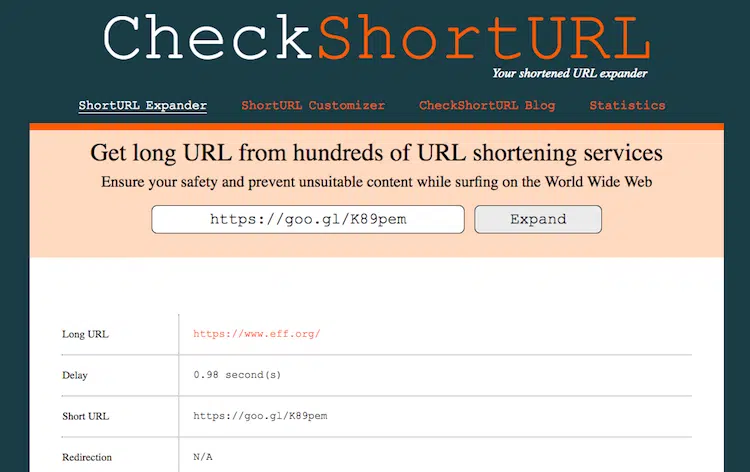 CheckShortURL
Your shortened URL expander
ShortURL Expander ShortURL Customizer CheckShortURL Blog Statistics
Get long URL from hundreds of URL shortening services
Ensure your safety and prevent unsuitable content while surfing on the World Wide Web
https://goo.gl/K89pem Expand
Long URL https://www.eff.org/
Delay 0.98 second(s)
Short URL https://goo.gl/K89pem
Redirection N/A